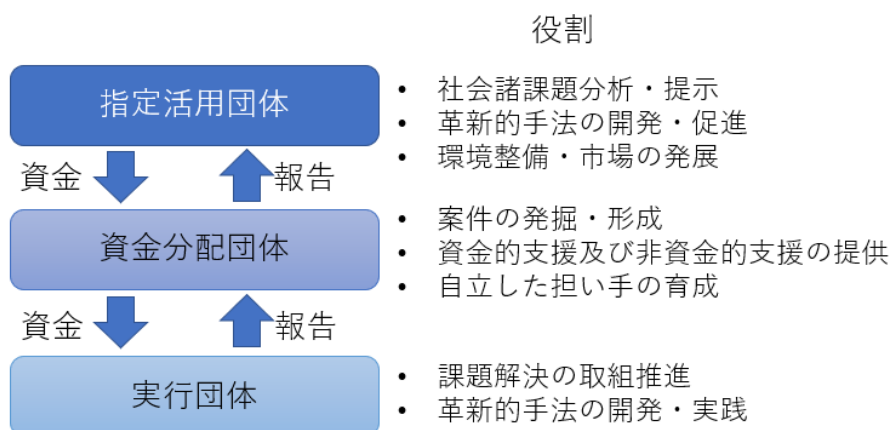 役割
指定活用団体
• 社会諸課題分析・提示
• 革新的手法の開発・促進
• 環境整備・市場の発展
資金
報告
資金分配団体
• 案件の発掘・形成
• 資金的支援及び非資金的支援の提供
• 自立した担い手の育成
資金
報告
実行団体
• 課題解決の取組推進
• 革新的手法の開発・実践